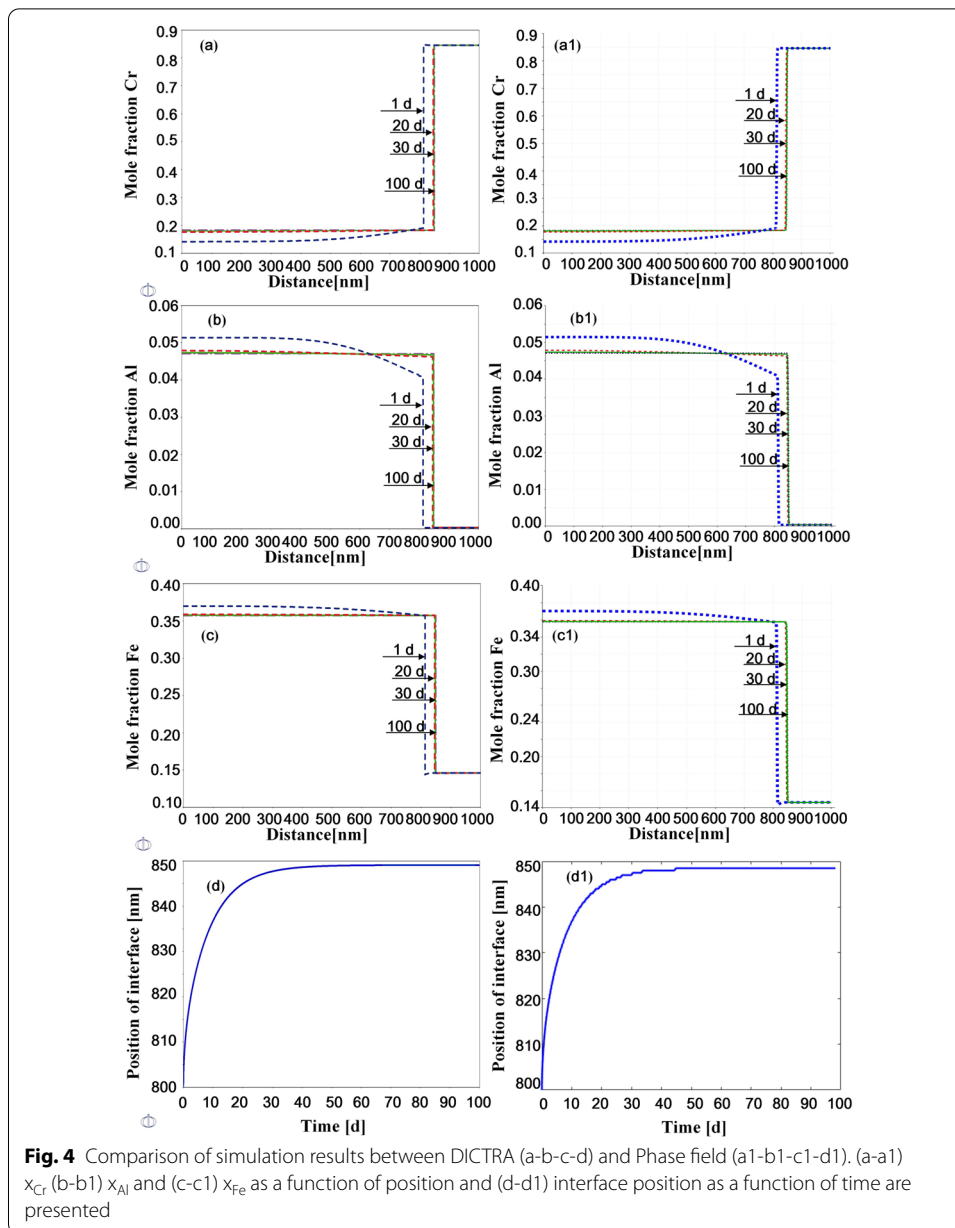 (a)
Mole fraction Cr
0.9
0.8
0.7
0.6
0.5
0.4
0.3
0.2
0.1
1 d
20 d
30 d
100 d
0 100 200 300 400 500 600 700 800 900 1000
Distance[nm]
(a1)
Mole fraction Cr
0.9
0.8
0.7
0.6
0.5
0.4
0.3
0.2
0.1
1 d
20 d
30 d
100 d
0 100 200 300 400 500 600 700 800 900 1000
Distance[nm]
(b)
Mole fraction Al
0.06
0.05
0.04
0.03
0.02
0.01
0.00
1 d
20 d
30 d
100 d
0 100 200 300 400 500 600 700 800 900 1000
Distance[nm]
(b1)
Mole fraction Al
0.06
0.05
0.04
0.03
0.02
0.01
0.00
1 d
20 d
30 d
100 d
0 100 200 300 400 500 600 700 800 900 1000
Distance[nm]
(c)
Mole fraction Fe
0.40
0.35
0.30
0.25
0.20
0.15
0.10
1 d
20 d
30 d
100 d
0 100 200 300 400 500 600 700 800 900 1000
Distance[nm]
(c1)
Mole fraction Fe
0.40
0.34
0.30
0.24
0.20
0.14
1 d
20 d
30 d
100 d
0 100 200 300 400 500 600 700 800 900 1000
Distance[nm]
(d)
Position of interface [nm]
850
840
830
820
810
800
0 10 20 30 40 50 60 70 80 90 100
Time [d]
(d1)
Position of interface [nm]
850
840
830
820
810
800
0 10 20 30 40 50 60 70 80 90 100
Time [d]
Fig. 4 Comparison of simulation results between DICTRA (a-b-c-d) and Phase field (a1-b1-c1-d1). (a-a1)
xCr (b-b1) xAl and (c-c1) xFe as a function of position and (d-d1) interface position as a function of time are
presented